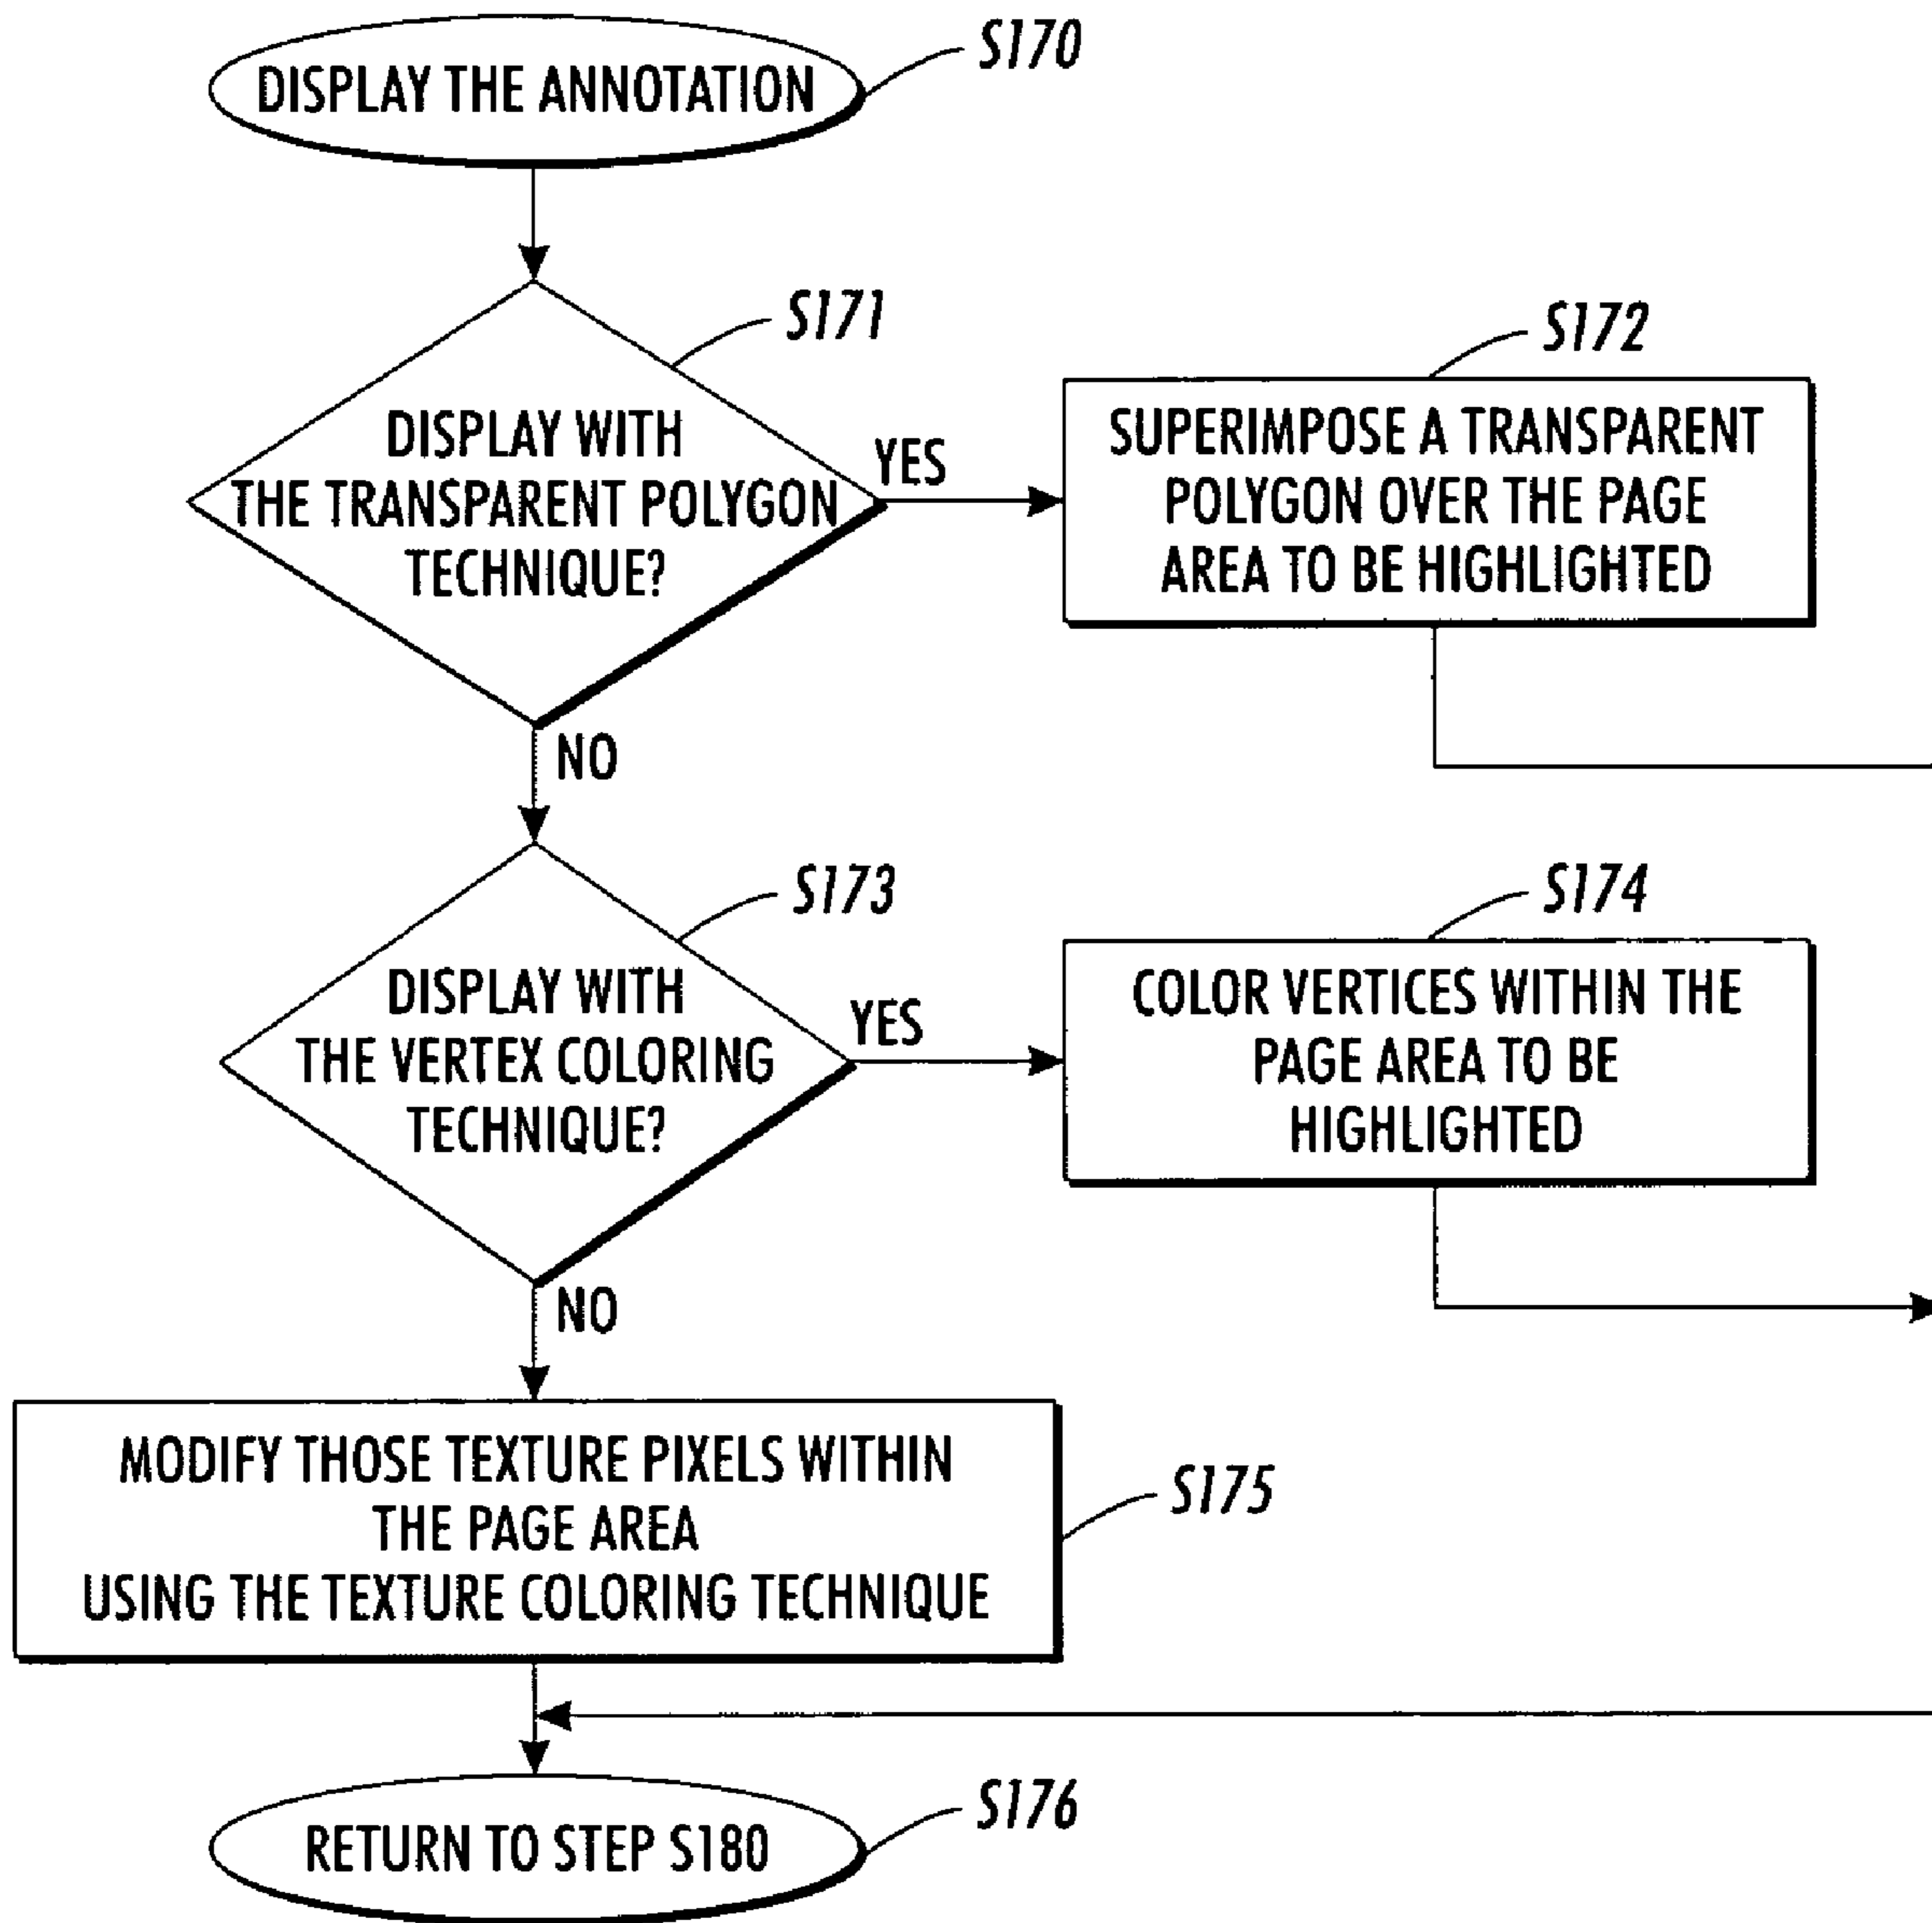 DISPLAY THE ANNOTATION
S170
S171
DISPLAY WITH
THE TRANSPARENT POLYGON
TECHNIQUE?
YES
S172
SUPERIMPOSE A TRANSPARENT
POLYGON OVER THE PAGE
AREA TO BE HIGHLIGHTED
NO
S173
DISPLAY WITH
THE VERTEX COLORING
TECHNIQUE?
YES
S174
COLOR VERTICES WITHIN THE
PAGE AREA TO BE
HIGHLIGHTED
NO
MODIFY THOSE TEXTURE PIXELS WITHIN
THE PAGE AREA
USING THE TEXTURE COLORING TECHNIQUE
S175
RETURN TO STEP S180
S176